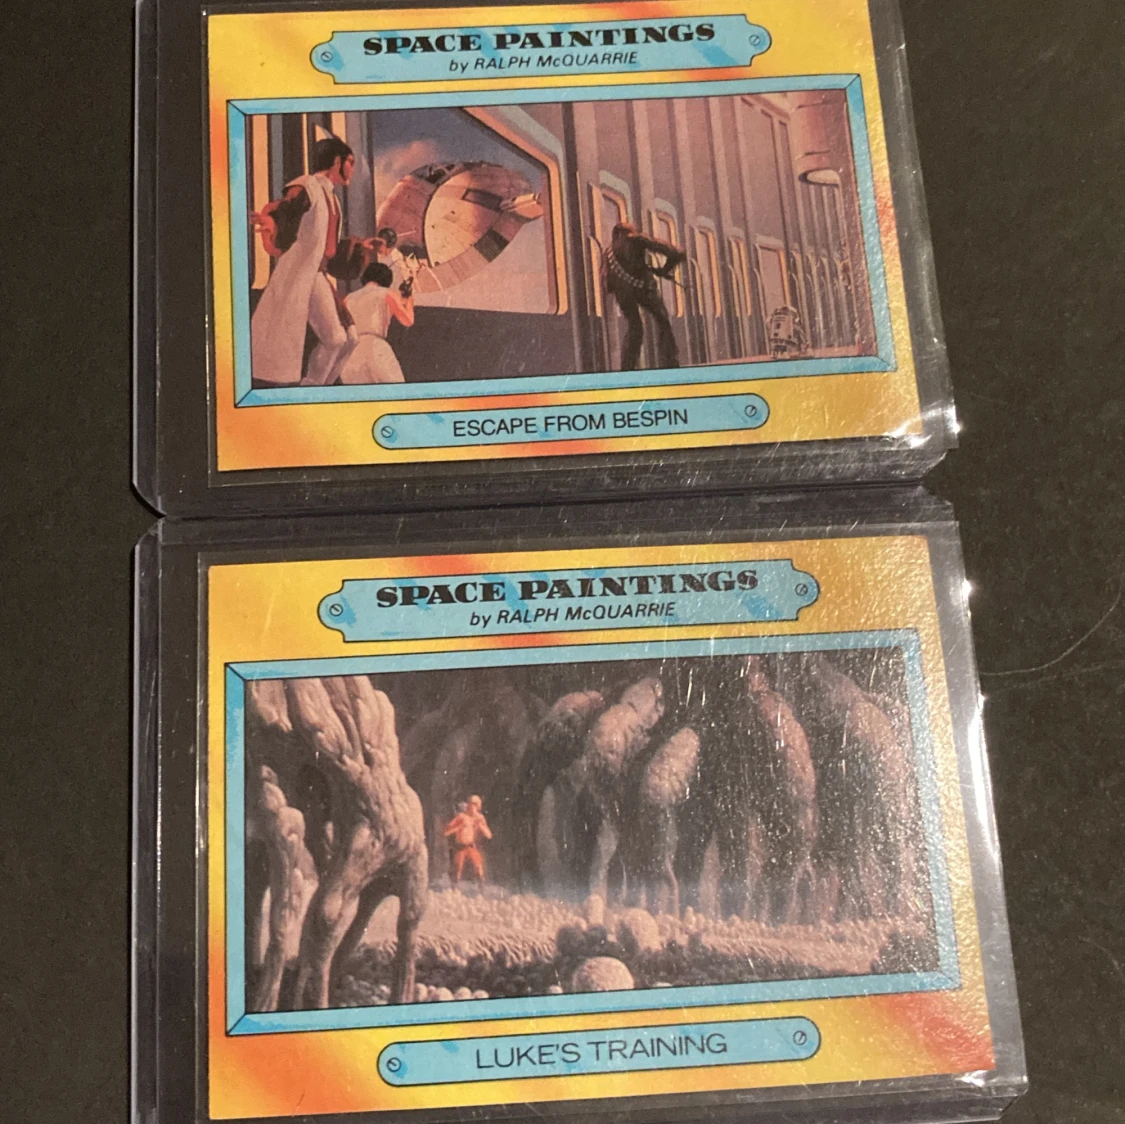 SPACE PAINTINGS
by RALPH McQUARRIE
ESCAPE FROM BESPIN
SPACE PAINTINGS
by RALPH McQUARRIE
LUKE'S TRAINING